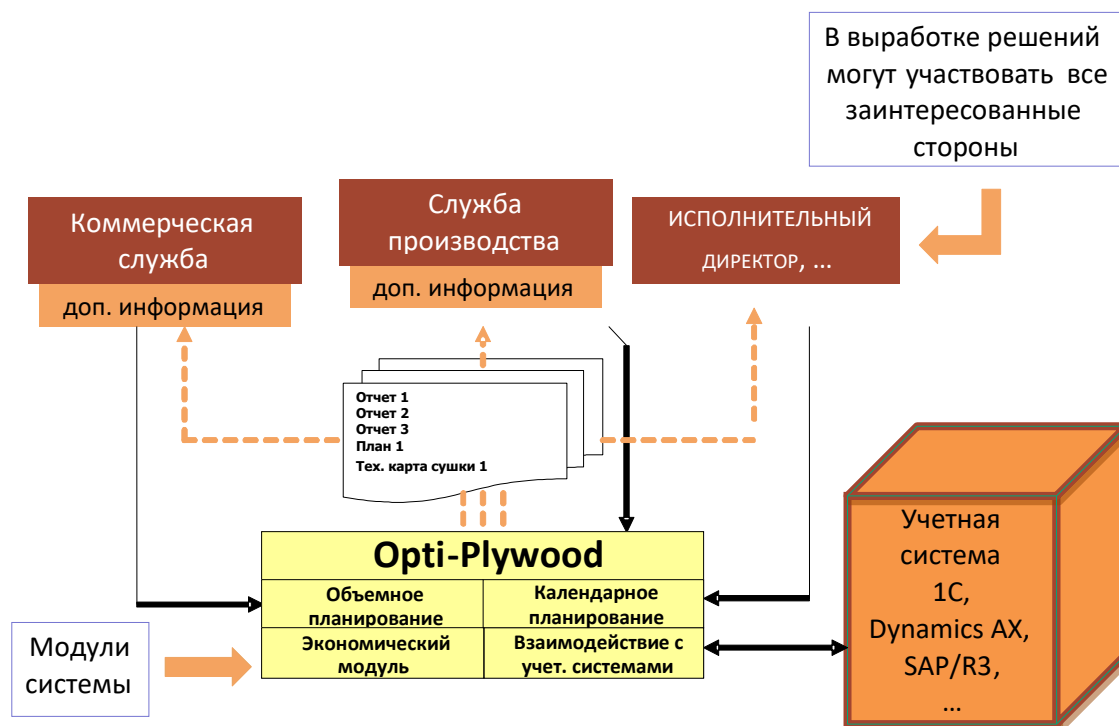 В выработке решений
могут участвовать все
заинтересованные
стороны
Коммерческая
служба
доп. информация
Служба
производства
доп. информация
ИСПОЛНИТЕЛЬНЫЙ
ДИРЕКТОР, ...
Отчет 1
Отчет 2
Отчет 3
План 1
Тех. карта сушки 1
Opti-Plywood
Объемное
планирование
Календарное
планирование
Экономический
модуль
Взаимодействие с
учет. системами
Модули
системы
Учетная
система
1С,
Dynamics AX,
SAP/R3,
...